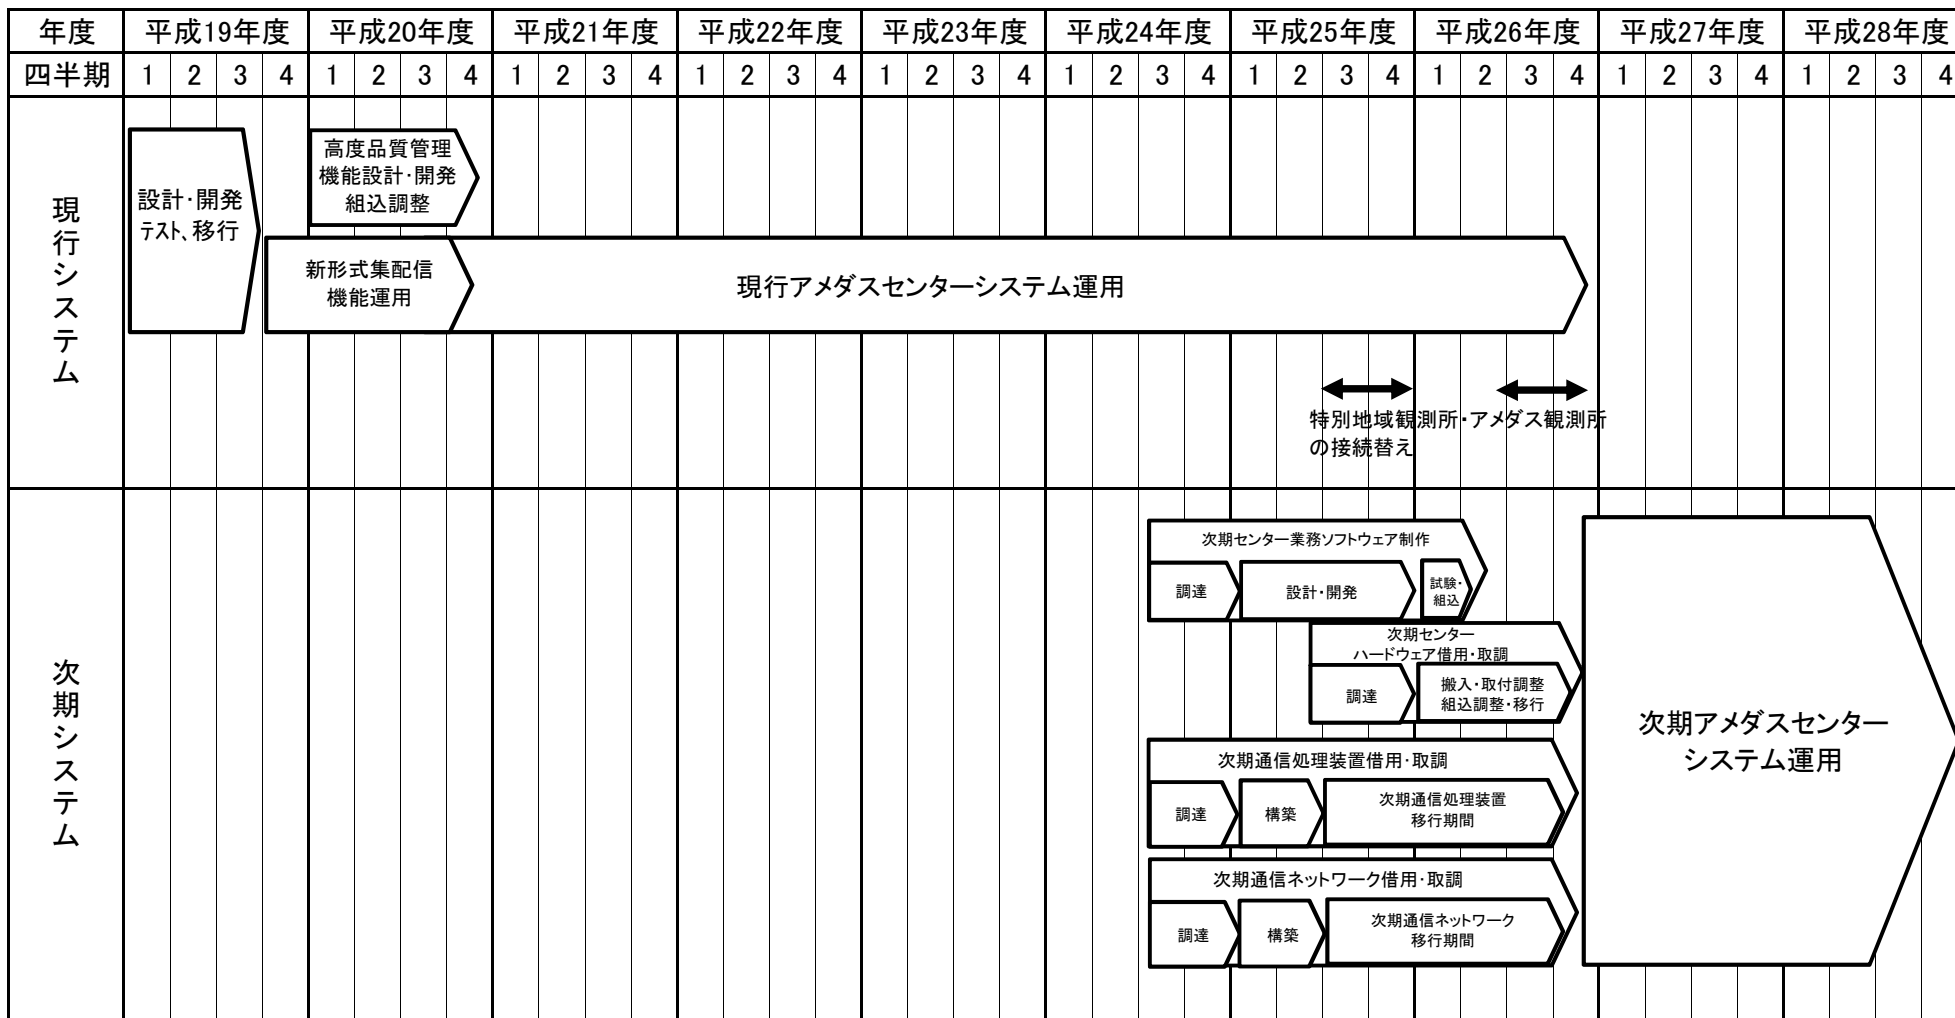 年度 平成19年度 平成20年度 平成21年度 平成22年度 平成23年度 平成24年度 平成25年度 平成26年度 平成27年度 平成28年度
四半期 1 2 3 4 1 2 3 4 1 2 3 4 1 2 3 4 1 2 3 4 1 2 3 4 1 2 3 4 1 2 3 4 1 2 3 4 1 2 3 4
現行システム
設計・開発
テスト、移行
高度品質管理
機能設計・開発
組込調整
新形式集配信
機能運用
現行アメダスセンターシステム運用
特別地域観測所・アメダス観測所
の接続替え
次期システム
次期センター業務ソフトウェア制作
調達
設計・開発
試験・
組込
次期センター
ハードウェア借用・取調
調達
搬入・取付調整
組込調整・移行
次期通信処理装置借用・取調
調達
構築
次期通信処理装置
移行期間
次期通信ネットワーク借用・取調
調達
構築
次期通信ネットワーク
移行期間
次期アメダスセンター
システム運用